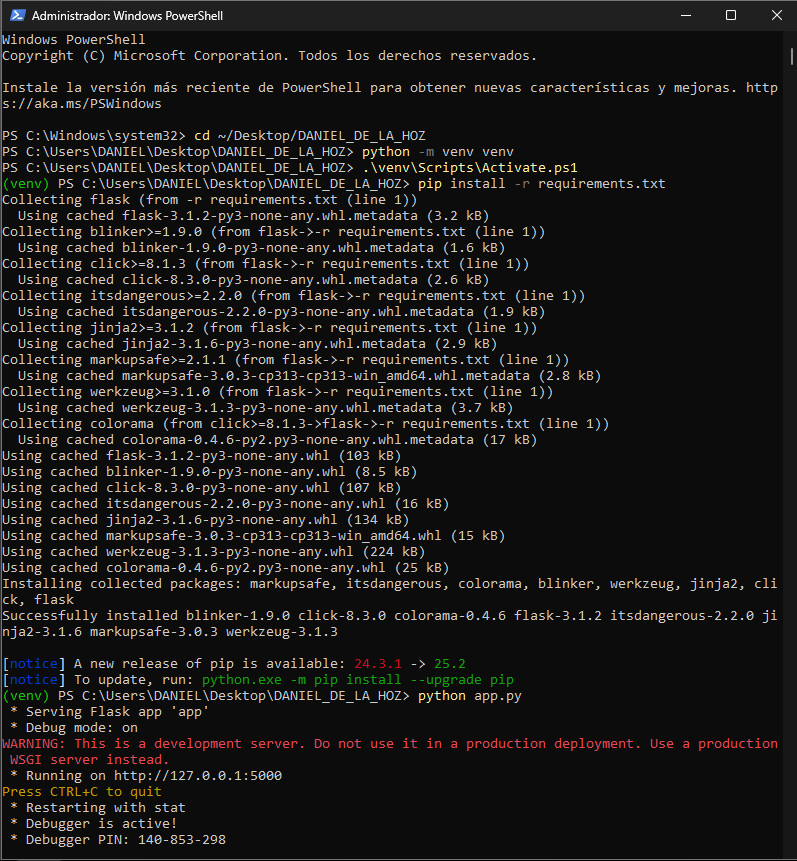 Administrador: Windows PowerShell
Windows PowerShell
Copyright (C) Microsoft Corporation. Todos los derechos reservados.
Instale la versión más reciente de PowerShell para obtener nuevas características y mejoras. http
s://aka.ms/PSWindows
PS C:\Windows\system32> cd ~/Desktop/DANIEL_DE_LA_HOZ
PS C:\Users\DANIEL\Desktop\DANIEL_DE_LA_HOZ> python -m venv venv
PS C:\Users\DANIEL\Desktop\DANIEL_DE_LA_HOZ> .\venv\Scripts\Activate.ps1
(venv) PS C:\Users\DANIEL\Desktop\DANIEL_DE_LA_HOZ> pip install -r requirements.txt
Collecting flask (from -r requirements.txt (line 1))
  Using cached flask-3.1.2-py3-none-any.whl.metadata (3.2 kB)
Collecting blinker>=1.9.0 (from flask->-r requirements.txt (line 1))
  Using cached blinker-1.9.0-py3-none-any.whl.metadata (1.6 kB)
Collecting click>=8.1.3 (from flask->-r requirements.txt (line 1))
  Using cached click-8.3.0-py3-none-any.whl.metadata (2.6 kB)
Collecting itsdangerous>=2.2.0 (from flask->-r requirements.txt (line 1))
  Using cached itsdangerous-2.2.0-py3-none-any.whl.metadata (1.9 kB)
Collecting jinja2>=3.1.2 (from flask->-r requirements.txt (line 1))
  Using cached jinja2-3.1.6-py3-none-any.whl.metadata (2.9 kB)
Collecting markupsafe>=2.1.1 (from flask->-r requirements.txt (line 1))
  Using cached markupsafe-3.0.3-cp313-cp313-win_amd64.whl.metadata (2.8 kB)
Collecting werkzeug>=3.1.0 (from flask->-r requirements.txt (line 1))
  Using cached werkzeug-3.1.3-py3-none-any.whl.metadata (3.7 kB)
Collecting colorama (from click>=8.1.3->flask->-r requirements.txt (line 1))
  Using cached colorama-0.4.6-py2.py3-none-any.whl.metadata (17 kB)
Using cached flask-3.1.2-py3-none-any.whl (103 kB)
Using cached blinker-1.9.0-py3-none-any.whl (8.5 kB)
Using cached click-8.3.0-py3-none-any.whl (107 kB)
Using cached itsdangerous-2.2.0-py3-none-any.whl (16 kB)
Using cached jinja2-3.1.6-py3-none-any.whl (134 kB)
Using cached markupsafe-3.0.3-cp313-cp313-win_amd64.whl (15 kB)
Using cached werkzeug-3.1.3-py3-none-any.whl (224 kB)
Using cached colorama-0.4.6-py2.py3-none-any.whl (25 kB)
Installing collected packages: markupsafe, itsdangerous, colorama, blinker, werkzeug, jinja2, cli
ck, flask
Successfully installed blinker-1.9.0 click-8.3.0 colorama-0.4.6 flask-3.1.2 itsdangerous-2.2.0 ji
nja2-3.1.6 markupsafe-3.0.3 werkzeug-3.1.3
[notice] A new release of pip is available: 24.3.1 -> 25.2
[notice] To update, run: python.exe -m pip install --upgrade pip
(venv) PS C:\Users\DANIEL\Desktop\DANIEL_DE_LA_HOZ> python app.py
 * Serving Flask app 'app'
 * Debug mode: on
WARNING: This is a development server. Do not use it in a production deployment. Use a production
 WSGI server instead.
 * Running on http://127.0.0.1:5000
Press CTRL+C to quit
 * Restarting with stat
 * Debugger is active!
 * Debugger PIN: 140-853-298